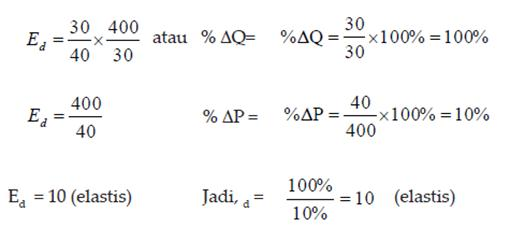 E_d = 30/40 × 400/30 atau % ΔQ= %ΔQ = 30/30 ×100% = 100%
E_d = 400/40 % ΔP = %ΔP = 40/400 ×100% = 10%
E_d = 10 (elastis) Jadi, _d = 100%/10% = 10 (elastis)